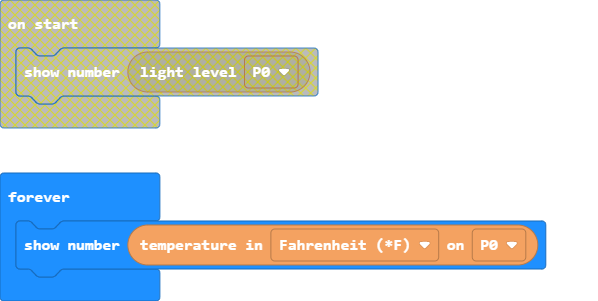 on start
show number light level P0
forever
show number temperature in Fahrenheit (*F) on P0